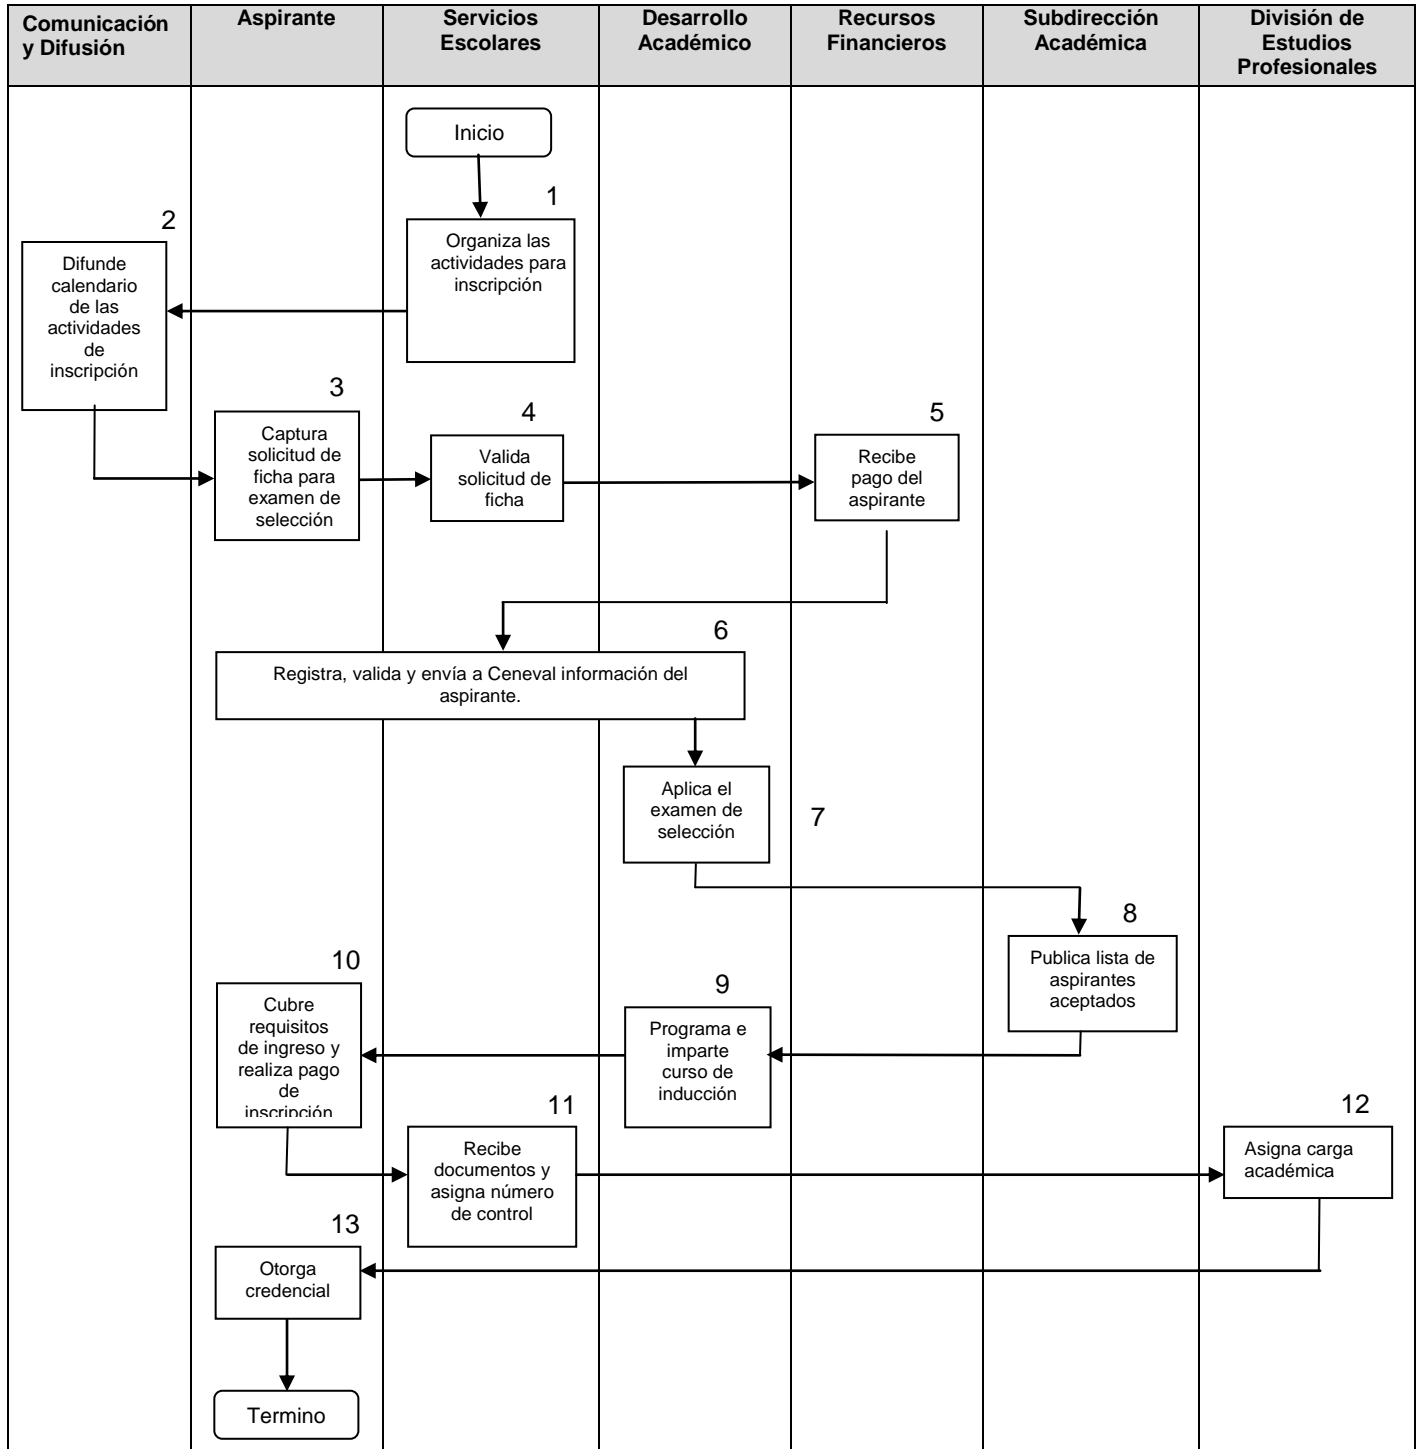 Comunicación
y Difusión
Aspirante
Servicios
Escolares
Desarrollo
Académico
Recursos
Financieros
Subdirección
Académica
División de
Estudios
Profesionales
Inicio
1
Organiza las
actividades para
inscripción
2
Difunde
calendario
de las
actividades
de
inscripción
3
Captura
solicitud de
ficha para
examen de
selección
4
Valida
solicitud de
ficha
5
Recibe
pago del
aspirante
6
Registra, valida y envía a Ceneval información del
aspirante.
Aplica el
examen de
selección
7
8
Publica lista de
aspirantes
aceptados
9
Programa e
imparte
curso de
inducción
10
Cubre
requisitos
de ingreso y
realiza pago
de
inscripción
11
Recibe
documentos y
asigna número
de control
12
Asigna carga
académica
13
Otorga
credencial
Termino